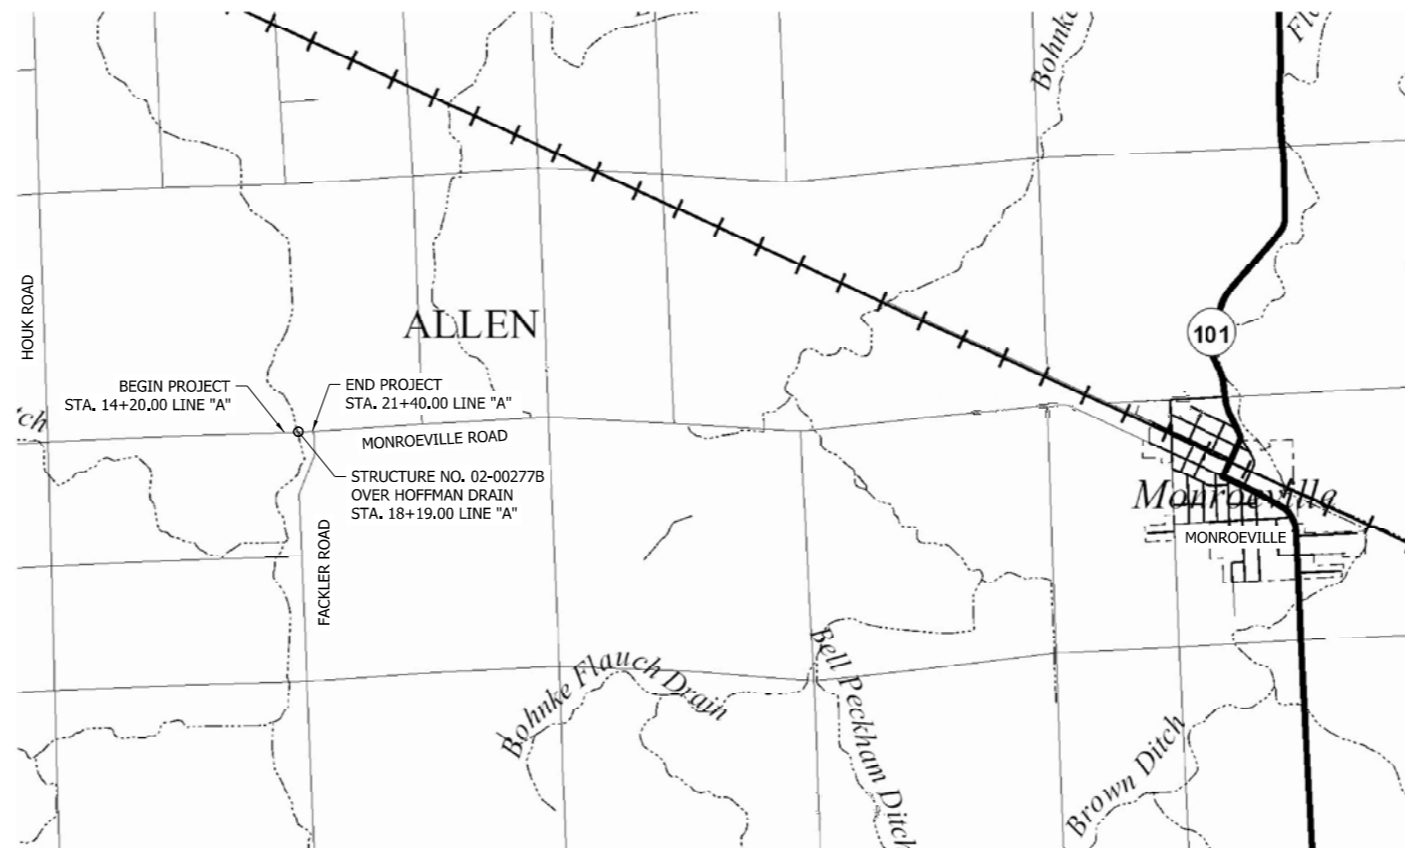 Bohnke
101
HOUK ROAD
ALLEN
BEGIN PROJECT
STA. 14+20.00 LINE "A"
END PROJECT
STA. 21+40.00 LINE "A"
MONROEVILLE ROAD
STRUCTURE NO. 02-00277B
OVER HOFFMAN DRAIN
STA. 18+19.00 LINE "A"
FACKLER ROAD
Monroeville
MONROEVILLE
Bohnke Flauch Drain
Bell Peckham Ditch
Brown Ditch